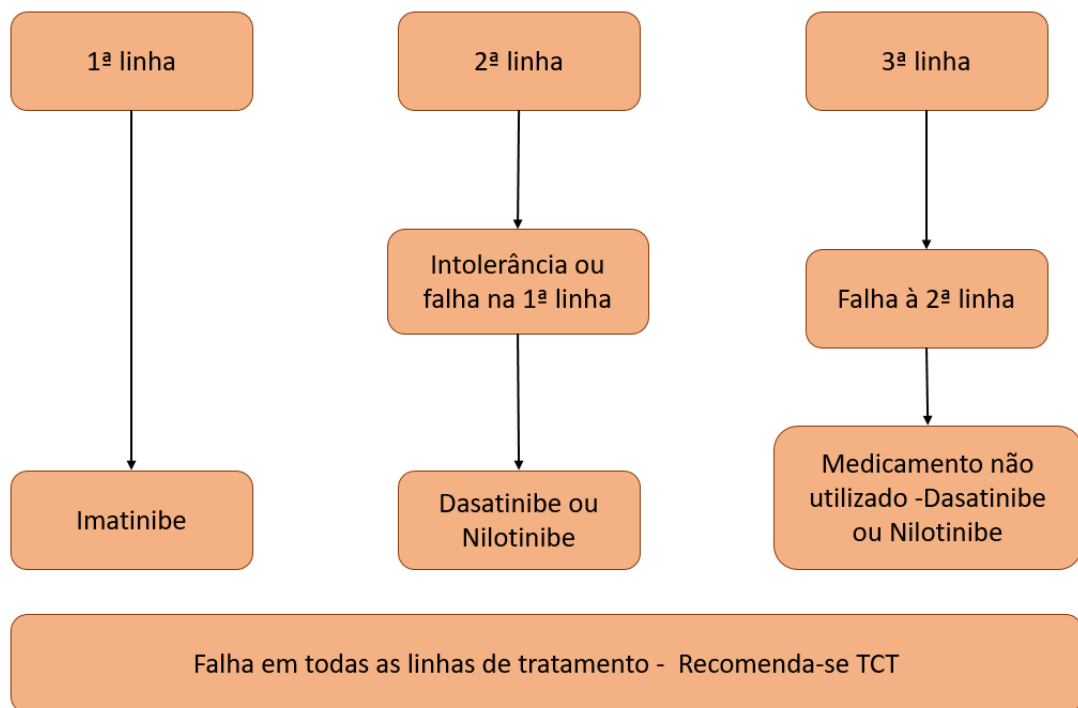 1ª linha
2ª linha
3ª linha
Intolerância ou
falha na 1ª linha
Falha à 2ª linha
Imatinibe
Dasatinibe ou
Nilotinibe
Medicamento não
utilizado -Dasatinibe
ou Nilotinibe
Falha em todas as linhas de tratamento -  Recomenda-se TCT